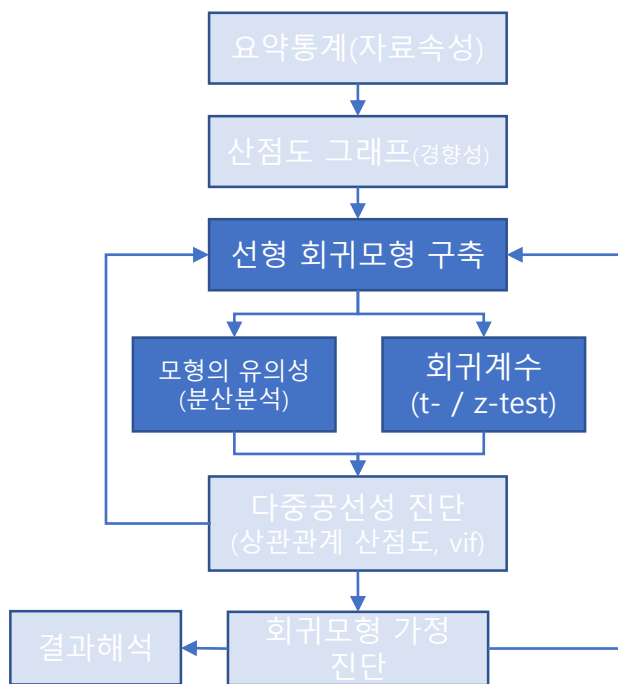 요약통계(자료속성)
산점도 그래프(경향성)
선형 회귀모형 구축
모형의 유의성
(분산분석)
회귀계수
(t- / z-test)
다중공선성 진단
(상관관계 산점도, vif)
결과해석
회귀모형 가정
진단